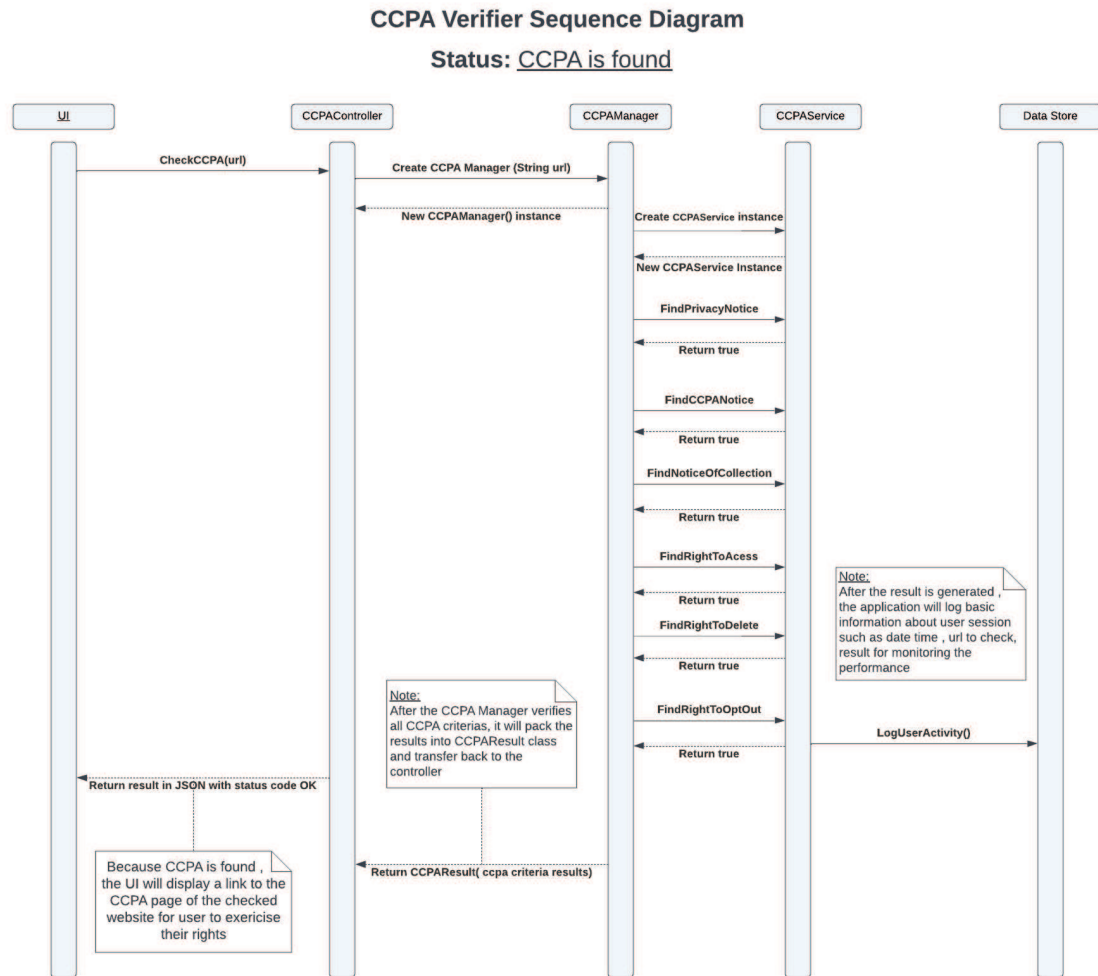 CCPA Verifier Sequence Diagram
Status: CCPA is found
UI
CCPAController
CCPAManager
CCPAService
Data Store
CheckCCPA(url)
Create CCPA Manager (String url)
New CCPAManager() instance
Create CCPAService instance
New CCPAService Instance
FindPrivacyNotice
Return true
FindCCPANotice
Return true
FindNoticeOfCollection
Return true
FindRightToAcess
Return true
FindRightToDelete
Return true
FindRightToOptOut
Return true
Note:
After the result is generated ,
the application will log basic
information about user session
such as date time , url to check,
result for monitoring the
performance
LogUserActivity()
Note:
After the CCPA Manager verifies
all CCPA criterias, it will pack the
results into CCPAResult class
and transfer back to the
controller
Return result in JSON with status code OK
Because CCPA is found ,
the UI will display a link to the
CCPA page of the checked
website for user to exericise
their rights
Return CCPAResult( ccpa criteria results)